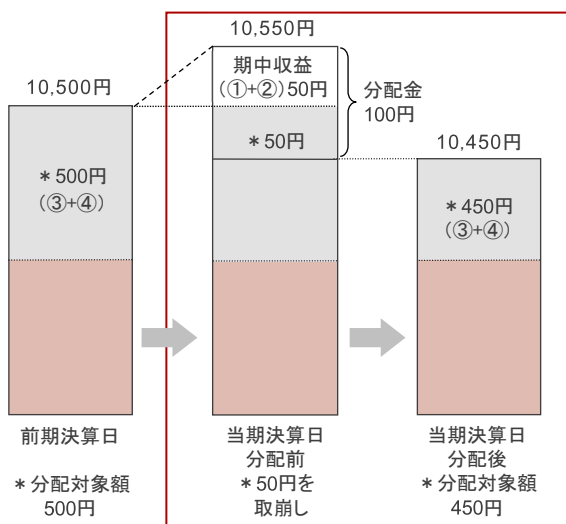 10,500円
＊500円
（③+④）
前期決算日
＊分配対象額
500円
10,550円
期中収益
（①+②）50円
＊50円
分配金
100円
当期決算日
分配前
＊50円を
取崩し
10,450円
＊450円
（③+④）
当期決算日
分配後
＊分配対象額
450円